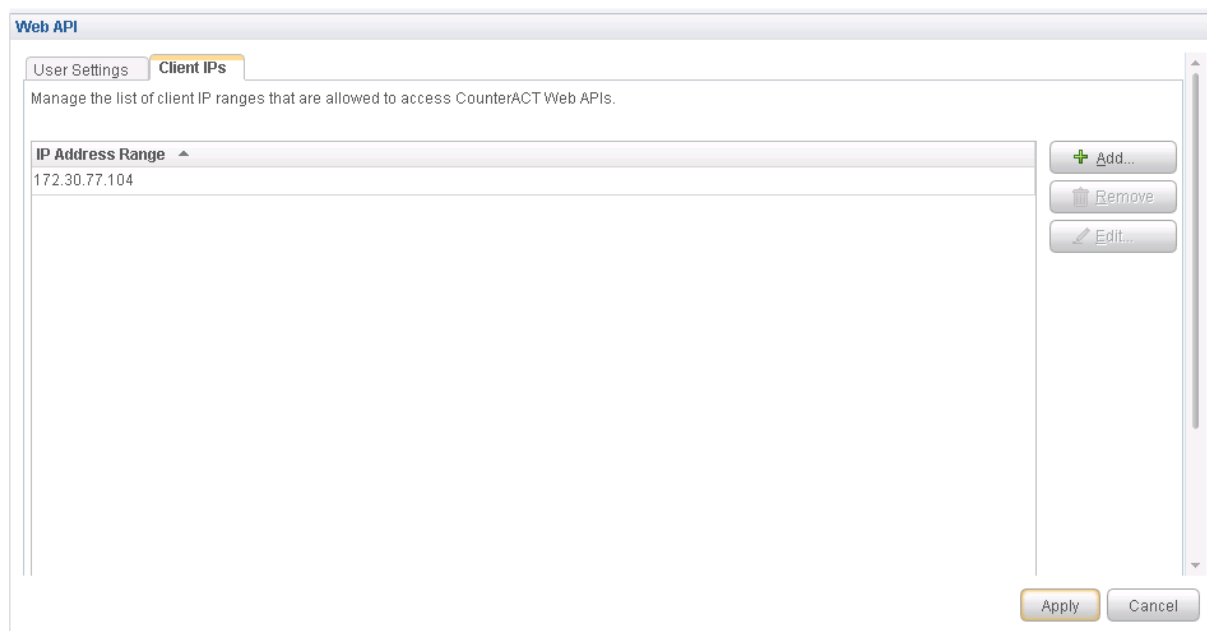 Web API
User Settings
Client IPs
Manage the list of client IP ranges that are allowed to access CounterACT Web APIs.
IP Address Range
172.30.77.104
Add...
Remove
Edit...
Apply
Cancel